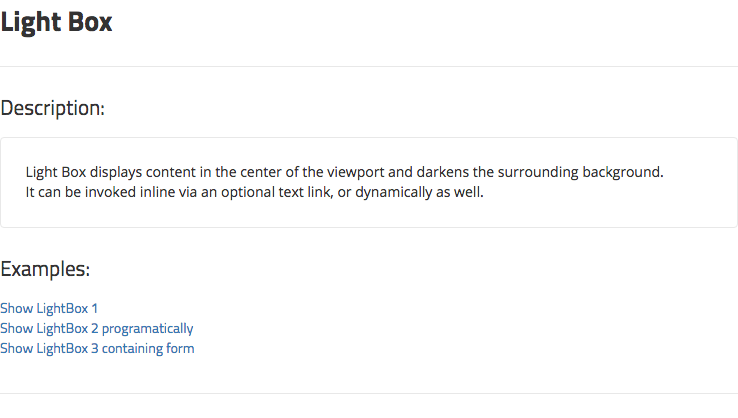 Light Box
Description:
Light Box displays content in the center of the viewport and darkens the surrounding background.
It can be invoked inline via an optional text link, or dynamically as well.
Examples:
Show LightBox 1
Show LightBox 2 programatically
Show LightBox 3 containing form